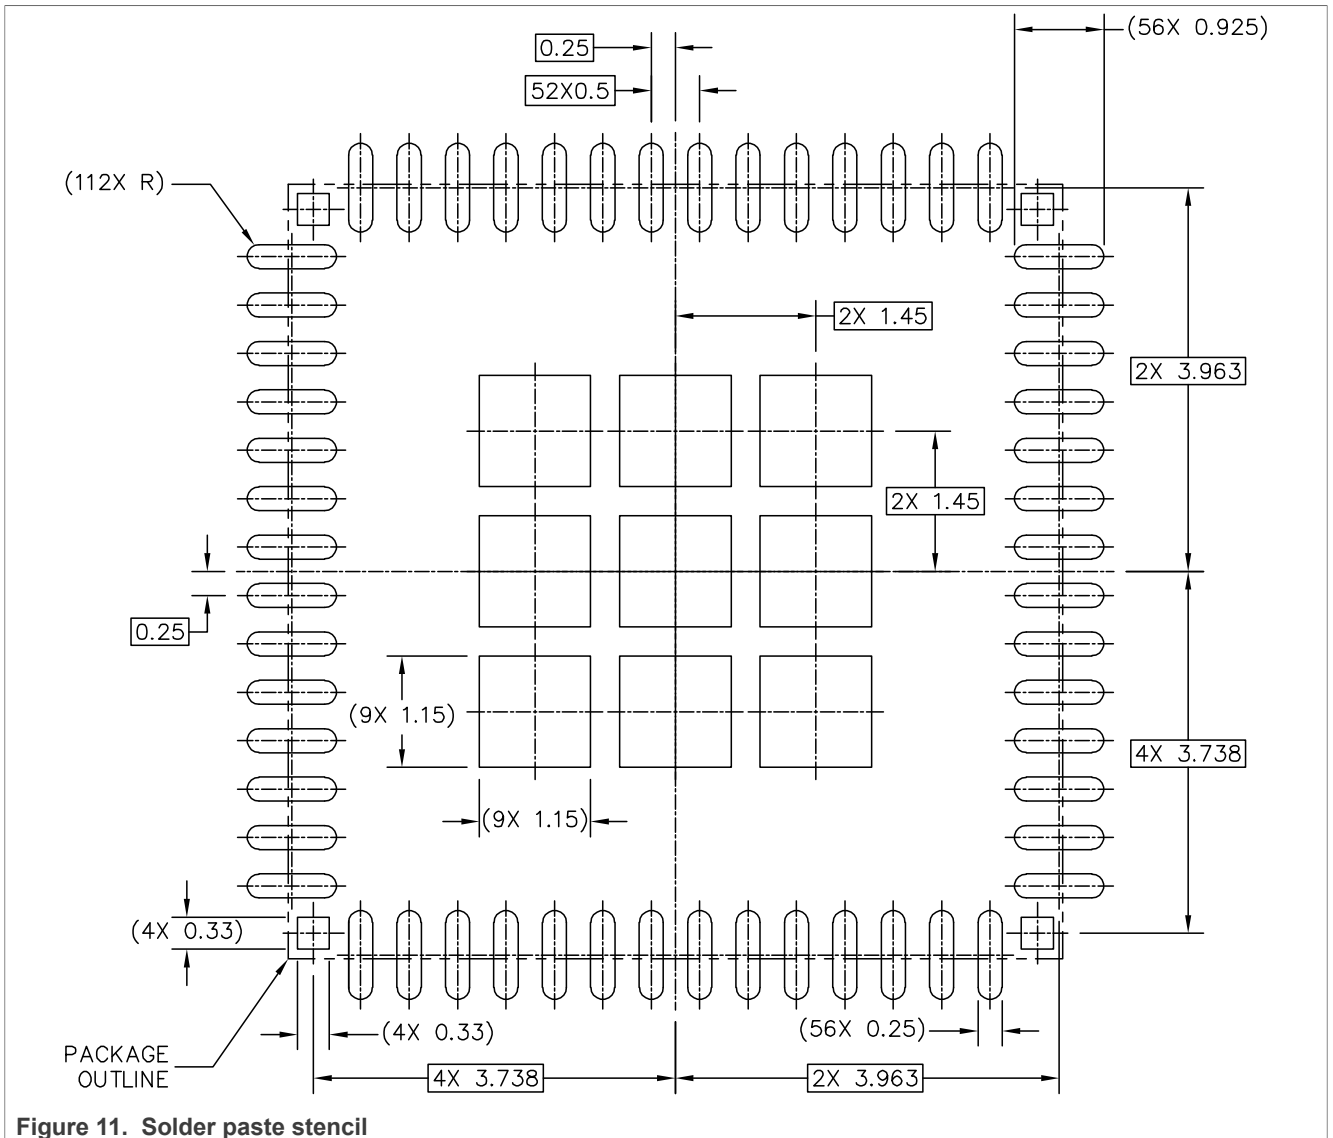 (56X 0.925)
0.25
52X0.5
(112X R)
2X 1.45
2X 3.963
2X 1.45
0.25
(9X 1.15)
4X 3.738
(9X 1.15)
(4X 0.33)
(4X 0.33)
(56X 0.25)
PACKAGE
OUTLINE
4X 3.738
2X 3.963
Figure 11. Solder paste stencil